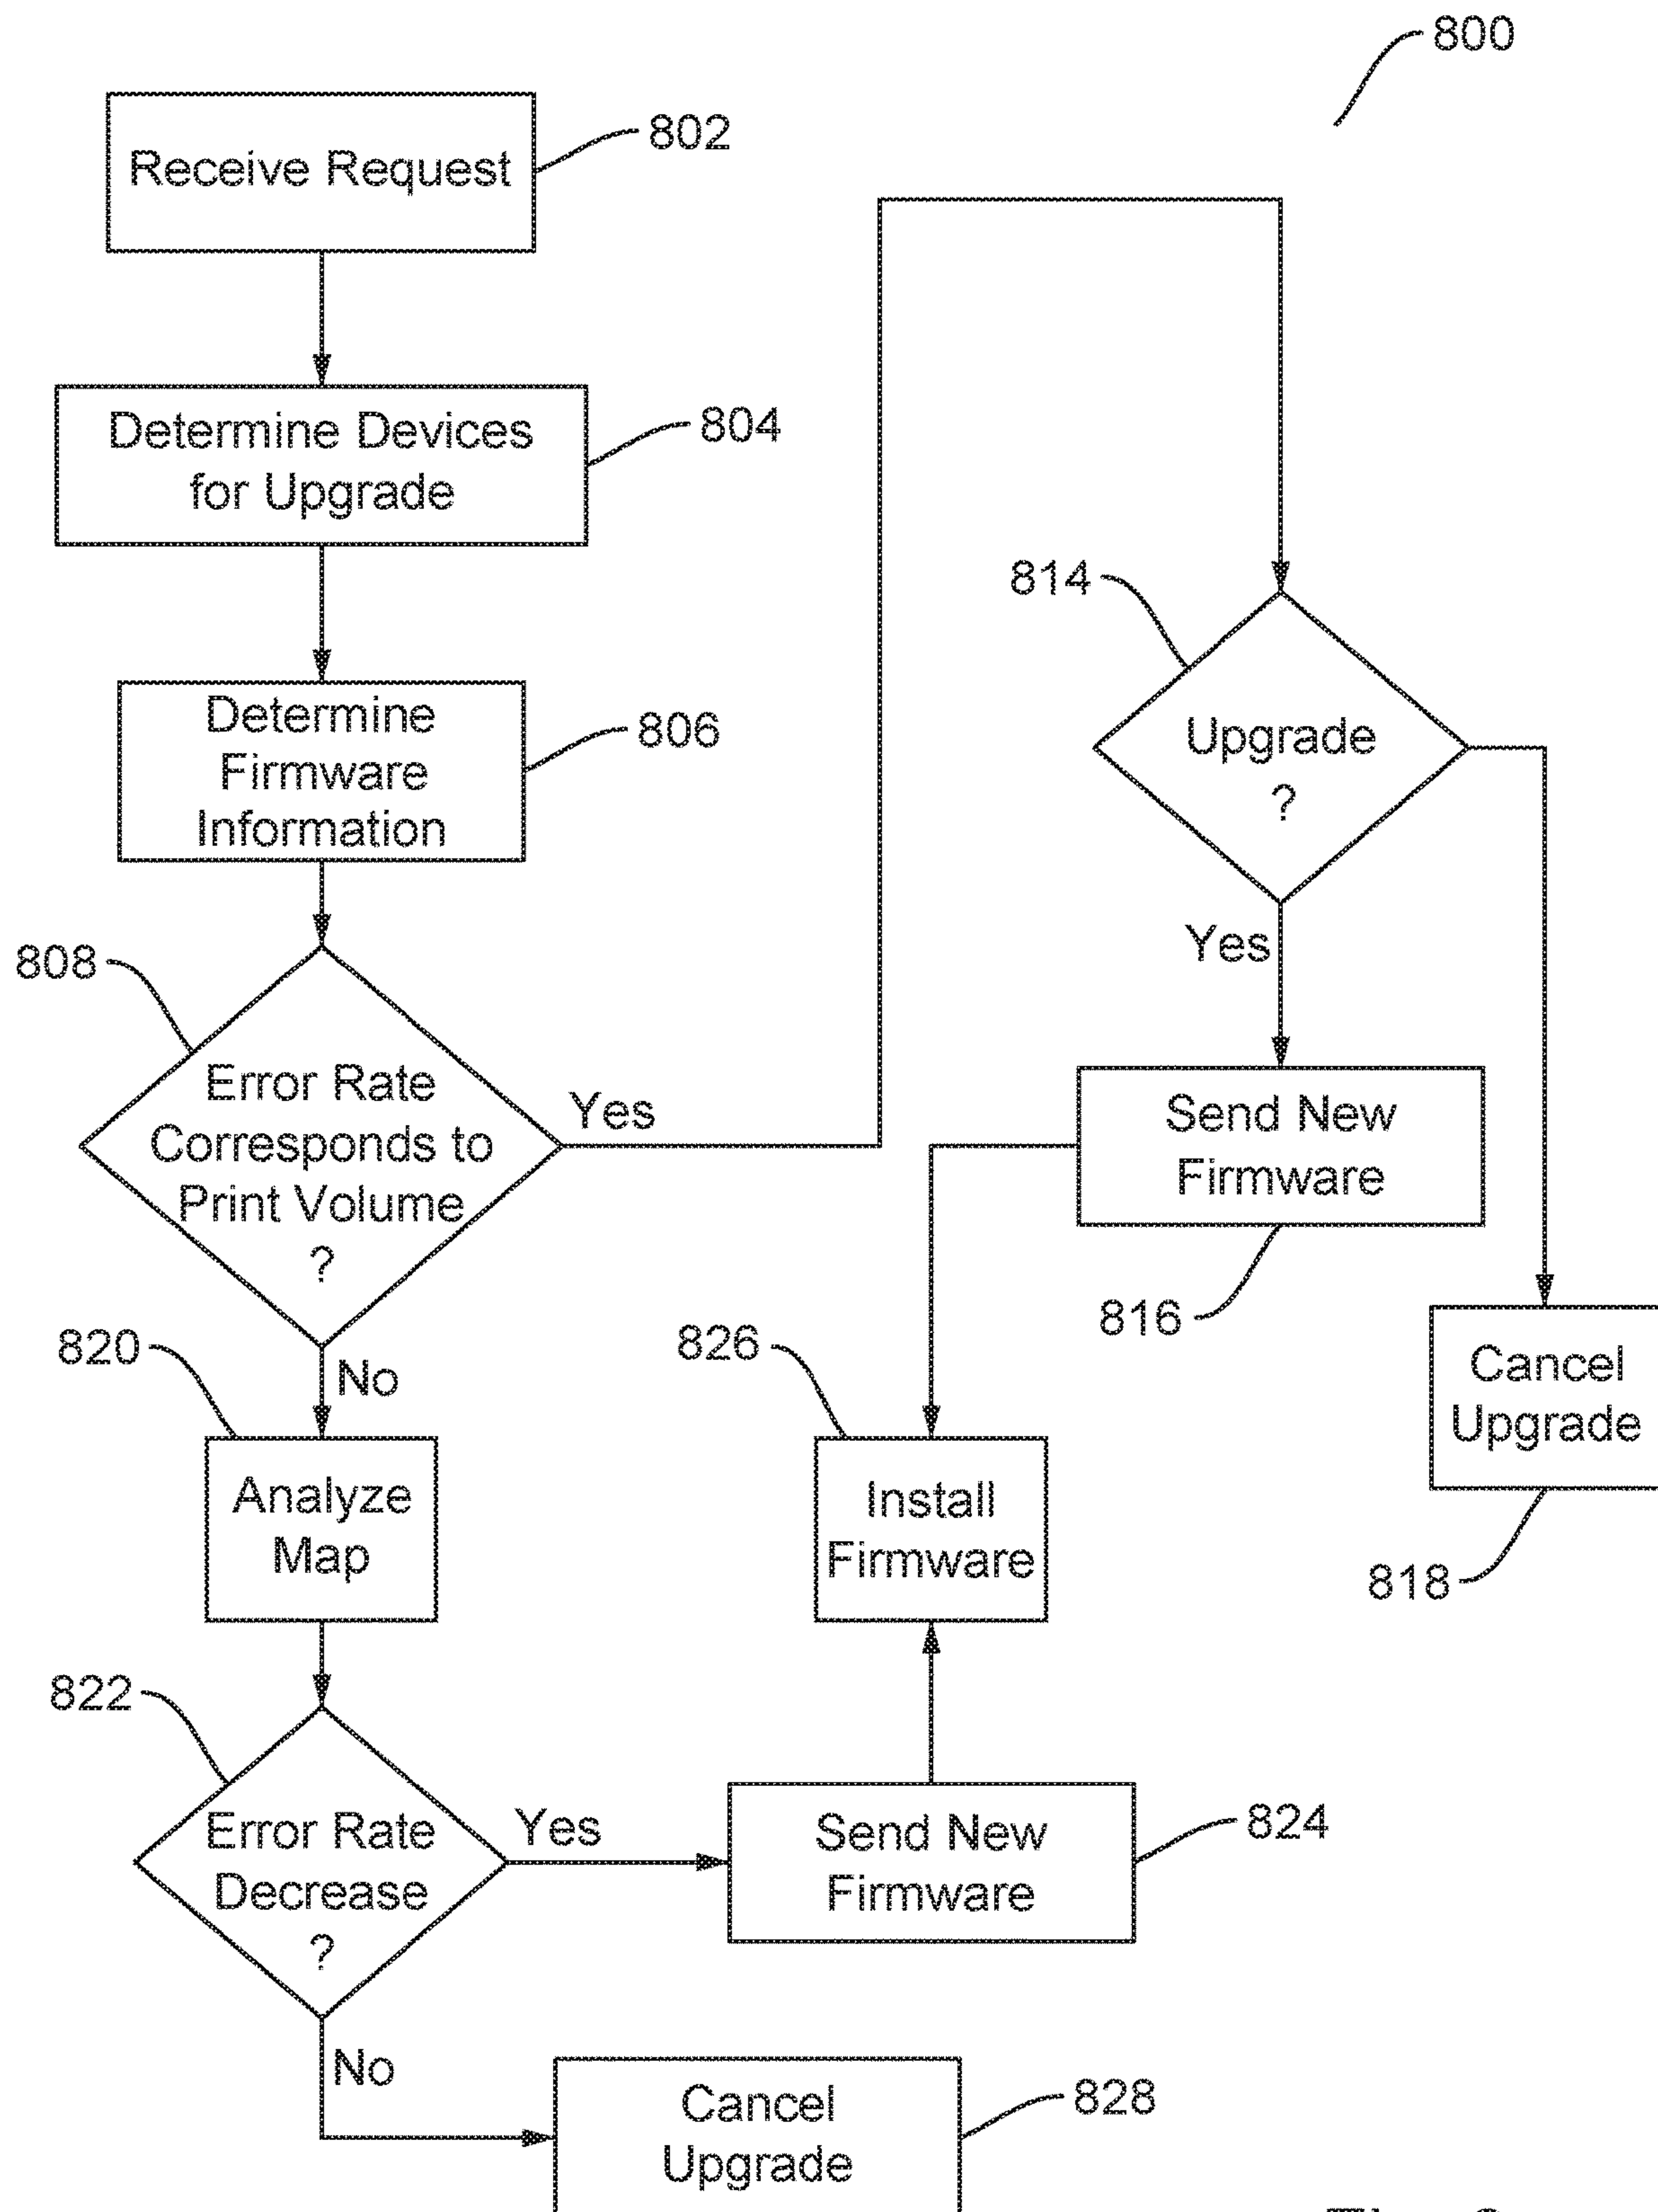 800
Receive Request
802
Determine Devices
for Upgrade
804
Determine
Firmware
Information
806
808
Error Rate
Corresponds to
Print Volume
?
Yes
No
814
Upgrade
?
Yes
Send New
Firmware
816
Cancel
Upgrade
818
820
Analyze
Map
826
Install
Firmware
822
Error Rate
Decrease
?
Yes
No
Send New
Firmware
824
Cancel
Upgrade
828